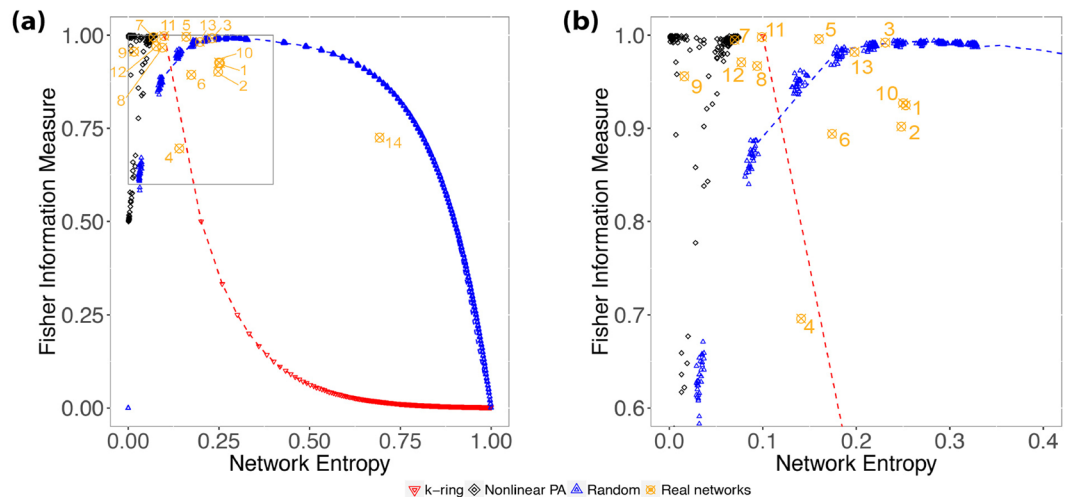 (a)
Fisher Information Measure
1.00
0.75
0.50
0.25
0.00
0.00 0.25 0.50 0.75 1.00
Network Entropy
7 11 5 13 3
9
10
12
1
6
2
8
4
14
(b)
Fisher Information Measure
1.0
0.9
0.8
0.7
0.6
0.0 0.1 0.2 0.3 0.4
Network Entropy
7 11 5 3
12 8 13
9
10 1
6 2
4
k-ring Nonlinear PA Random Real networks